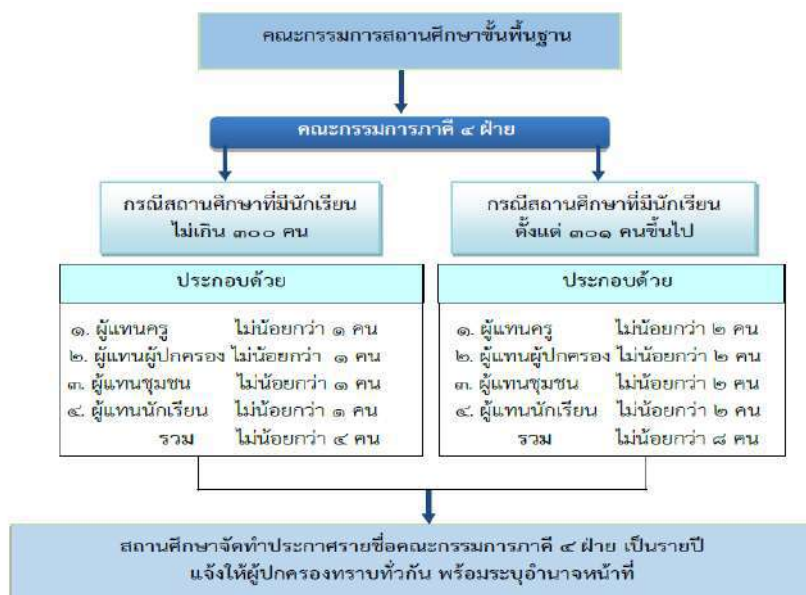 คณะกรรมการสถานศึกษาขั้นพื้นฐาน
คณะกรรมการภาคี ๔ ฝ่าย
กรณีสถานศึกษาที่มีนักเรียน
ไม่เกิน ๓๐๐ คน
ประกอบด้วย
๑. ผู้แทนครู ไม่น้อยกว่า ๑ คน
๒. ผู้แทนผู้ปกครอง ไม่น้อยกว่า ๑ คน
๓. ผู้แทนชุมชน ไม่น้อยกว่า ๑ คน
๔. ผู้แทนนักเรียน ไม่น้อยกว่า ๑ คน
รวม ไม่น้อยกว่า ๔ คน
กรณีสถานศึกษาที่มีนักเรียน
ตั้งแต่ ๓๐๑ คนขึ้นไป
ประกอบด้วย
๑. ผู้แทนครู ไม่น้อยกว่า ๒ คน
๒. ผู้แทนผู้ปกครอง ไม่น้อยกว่า ๒ คน
๓. ผู้แทนชุมชน ไม่น้อยกว่า ๒ คน
๔. ผู้แทนนักเรียน ไม่น้อยกว่า ๒ คน
รวม ไม่น้อยกว่า ๘ คน
สถานศึกษาจัดทำประกาศรายชื่อคณะกรรมการภาคี ๔ ฝ่าย เป็นรายปี
แจ้งให้ผู้ปกครองทราบทั่วกัน พร้อมระบุอำนาจหน้าที่